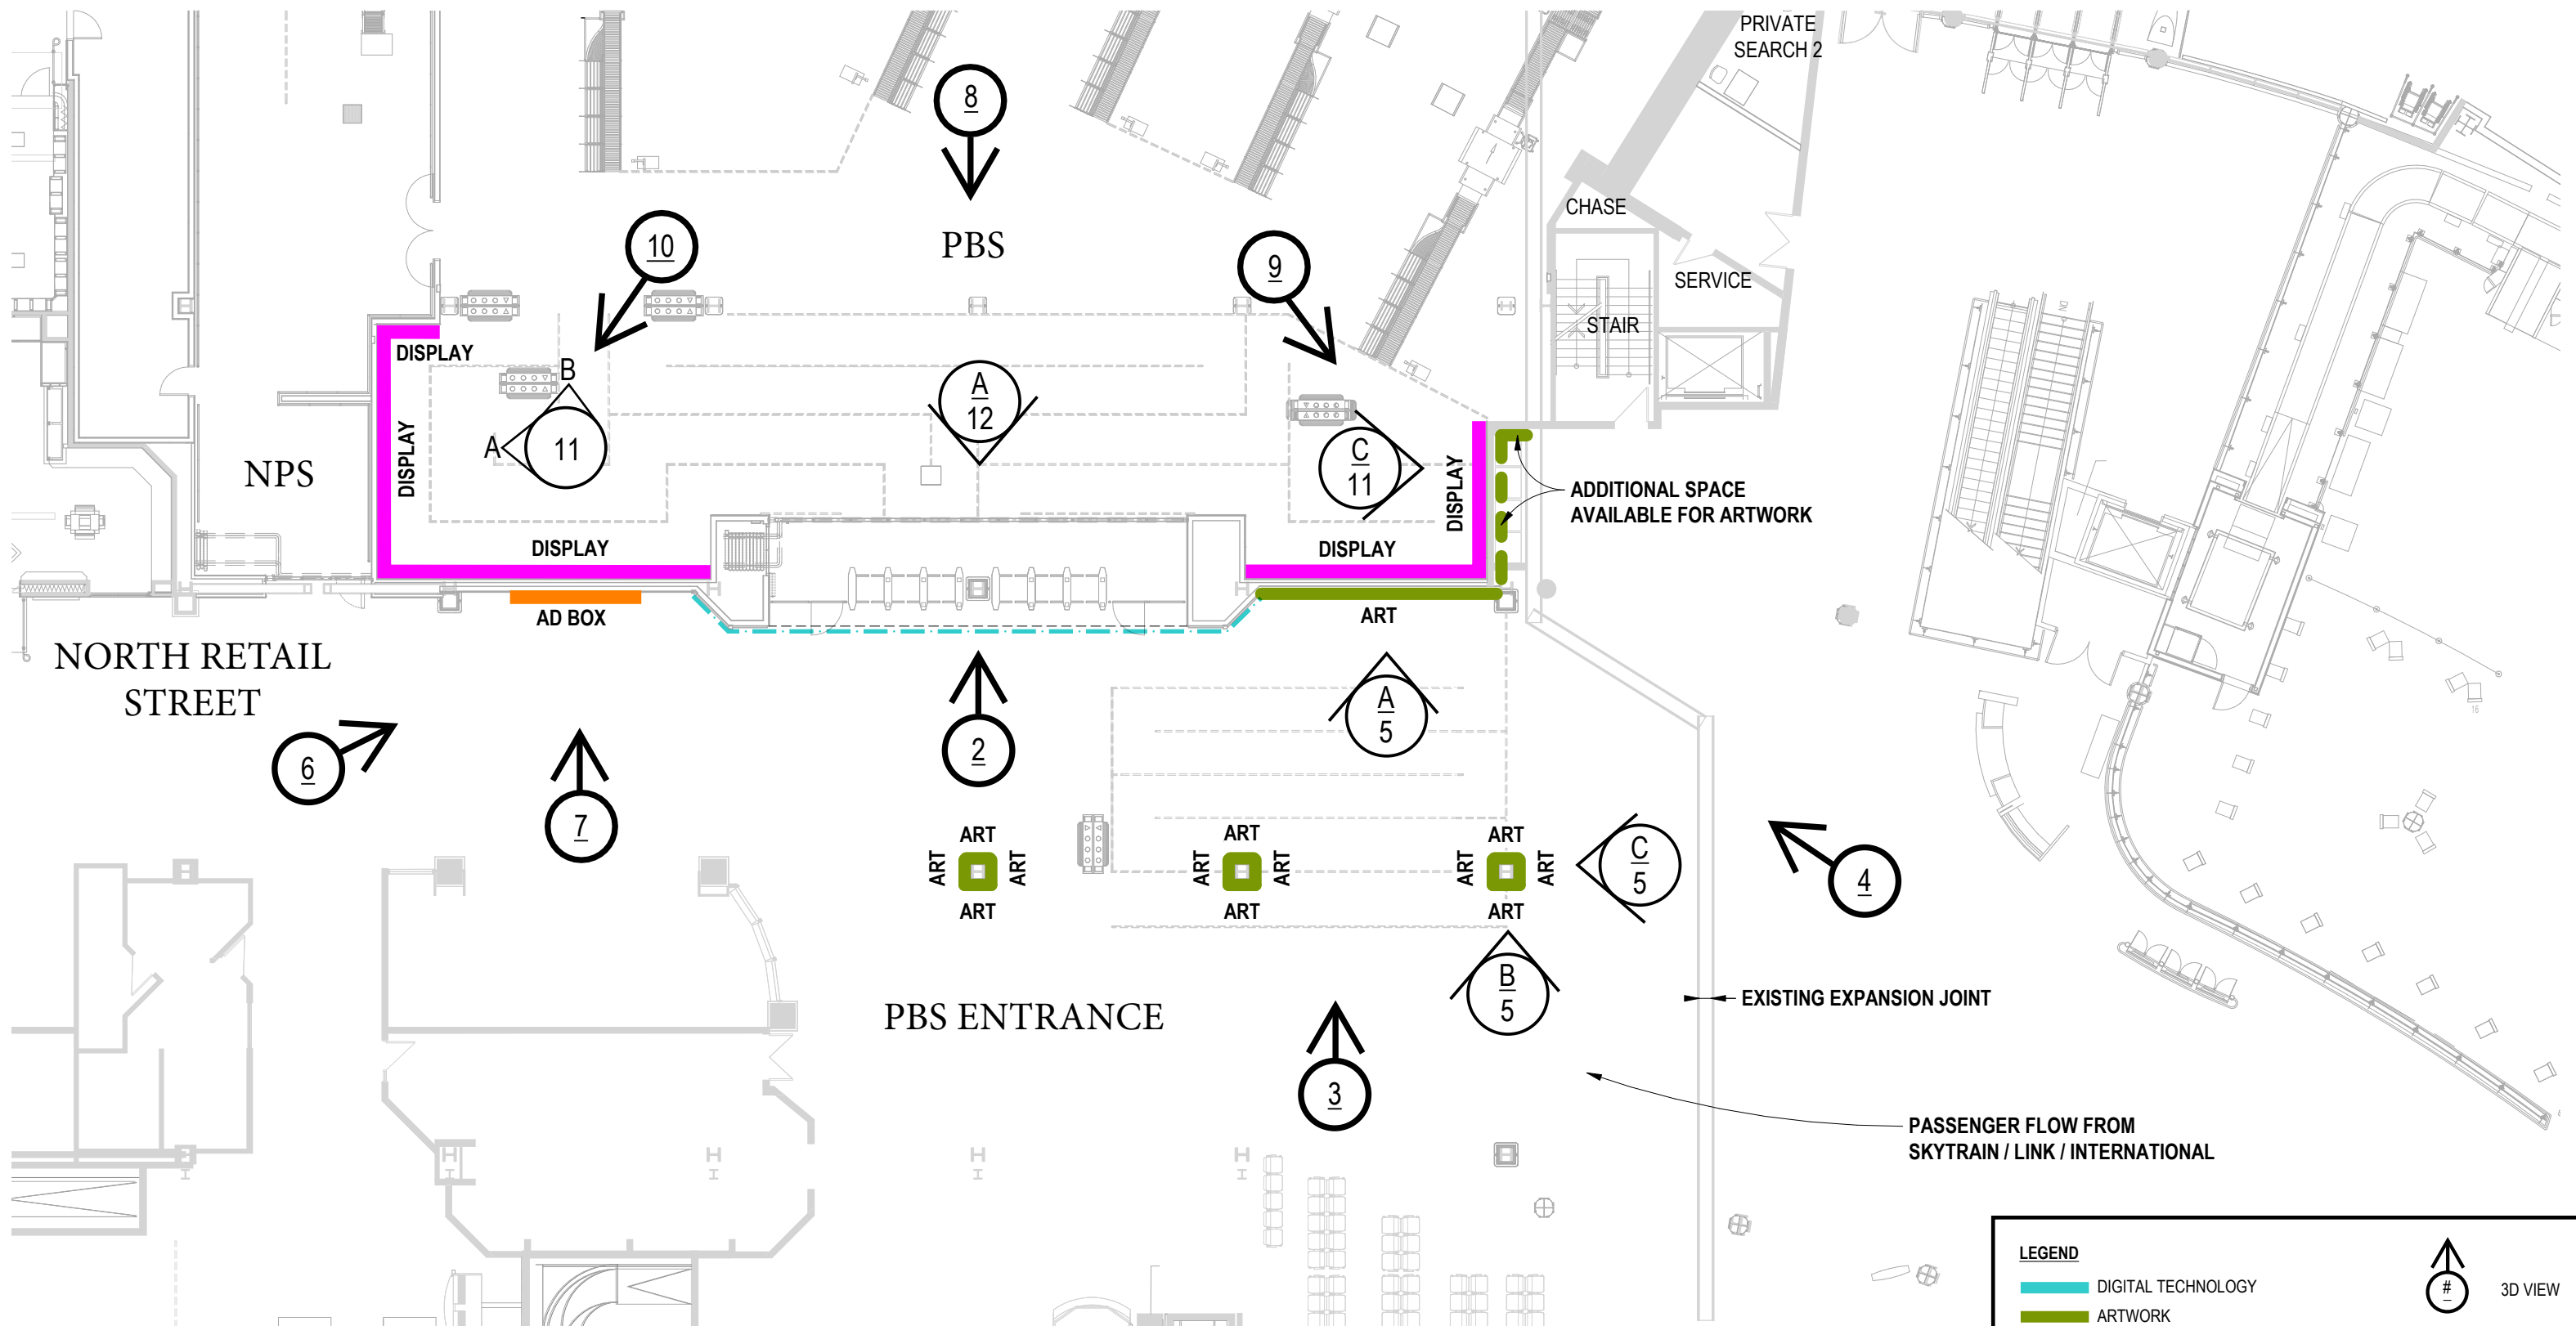 PRIVATE
SEARCH 2
8
CHASE
10
PBS
9
SERVICE
STAIR
DISPLAY
B
A
12
A
11
DISPLAY
NPS
C
11
DISPLAY
ADDITIONAL SPACE
AVAILABLE FOR ARTWORK
DISPLAY
DISPLAY
AD BOX
ART
NORTH RETAIL
STREET
A
5
16
2
6
7
ART
ART
ART
ART
ART
ART
ART
ART
ART
C
5
4
ART
ART
ART
B
5
PBS ENTRANCE
EXISTING EXPANSION JOINT
3
PASSENGER FLOW FROM
SKYTRAIN / LINK / INTERNATIONAL
LEGEND
DIGITAL TECHNOLOGY
#
3D VIEW
ARTWORK